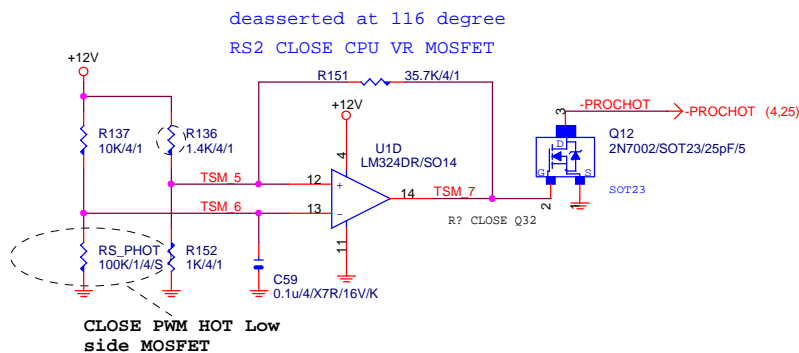 deasserted at 116 degree
RS2 CLOSE CPU VR MOSFET
+12V
R151
35.7K/4/1
+12V
3
-PROCHOT
-PROCHOT (4,25)
R137
10K/4/1
R136
1.4K/4/1
U1D
LM324DR/SO14
Q12
2N7002/SOT23/25pF/5
D
G
S
4
TSM_5
12
+
14
TSM_7
SOT23
TSM_6
13
-
2
1
R? CLOSE Q32
11
RS_PHOT
100K/1/4/S
R152
1K/4/1
C59
0.1u/4/X7R/16V/K
CLOSE PWM HOT Low
side MOSFET